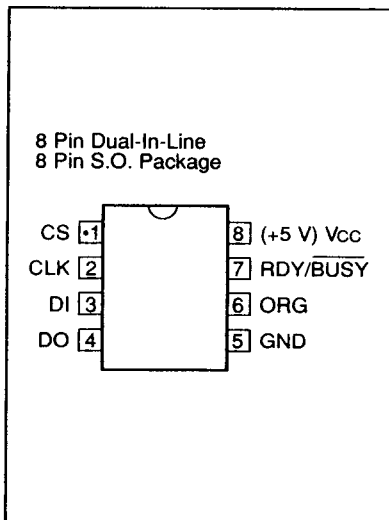 8 Pin Dual-In-Line
8 Pin S.O. Package
CS •1 8 (+5 V) Vcc
CLK 2 7 RDY/BUSY
DI 3 6 ORG
DO 4 5 GND